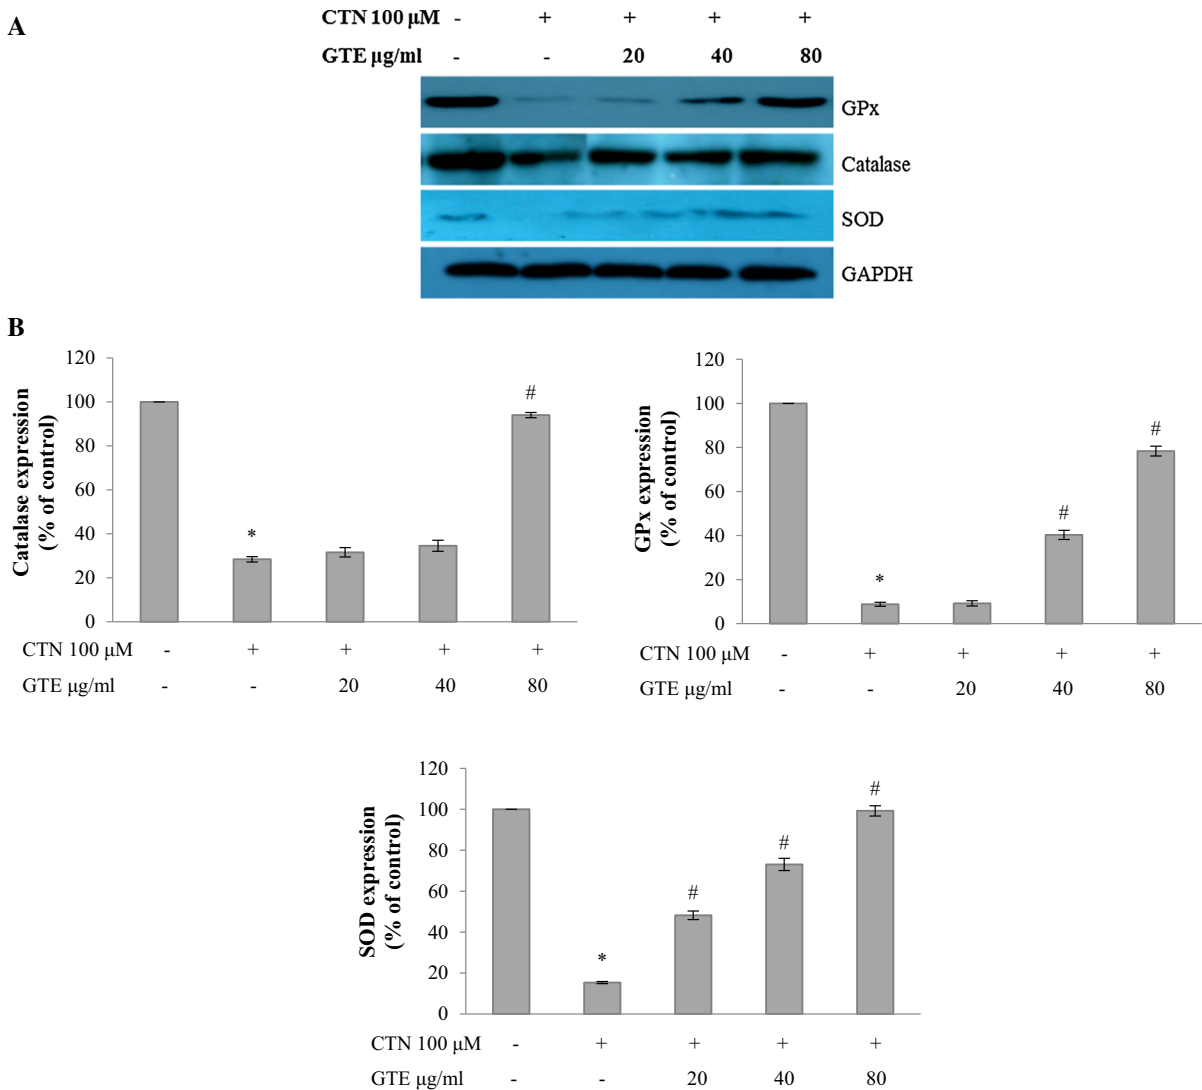 A
CTN 100 μM - + + + +
GTE μg/ml - - 20 40 80
GPx
Catalase
SOD
GAPDH
B
Catalase expression
(% of control)
120
100
80
60
40
20
0
*
#
CTN 100 μM - + + + +
GTE μg/ml - - 20 40 80
GPx expression
(% of control)
120
100
80
60
40
20
0
*
#
#
CTN 100 μM - + + + +
GTE μg/ml - - 20 40 80
SOD expression
(% of control)
120
100
80
60
40
20
0
*
#
#
#
CTN 100 μM - + + + +
GTE μg/ml - - 20 40 80